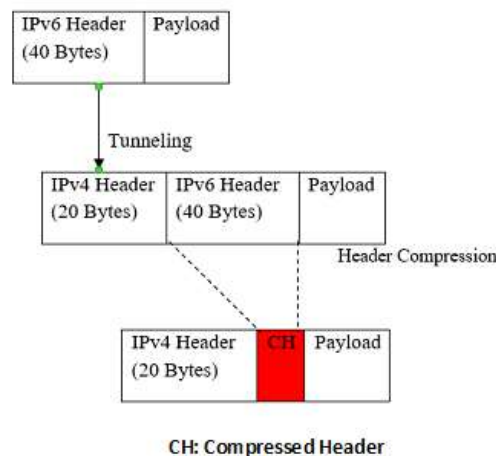 IPv6 Header
(40 Bytes)
Payload
Tunneling
IPv4 Header
(20 Bytes)
IPv6 Header
(40 Bytes)
Payload
Header Compression
IPv4 Header
(20 Bytes)
CH
Payload
CH: Compressed Header